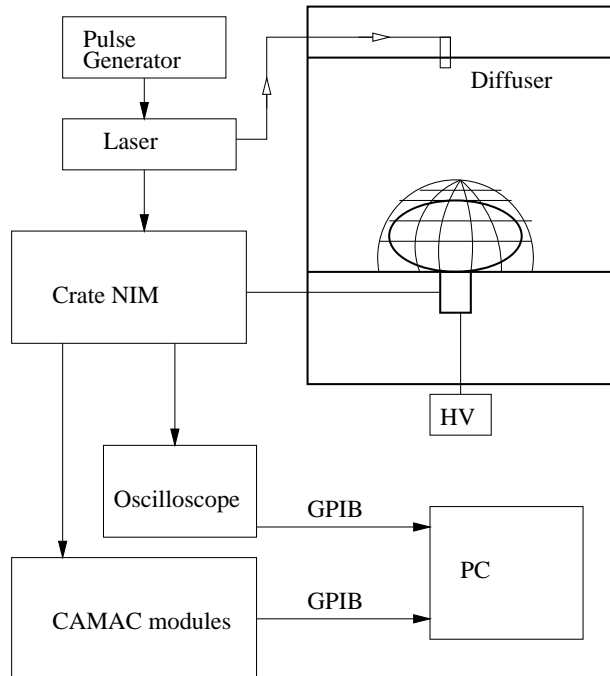 Pulse
Generator
Diffuser
Laser
Crate NIM
HV
Oscilloscope
GPIB
PC
GPIB
CAMAC modules